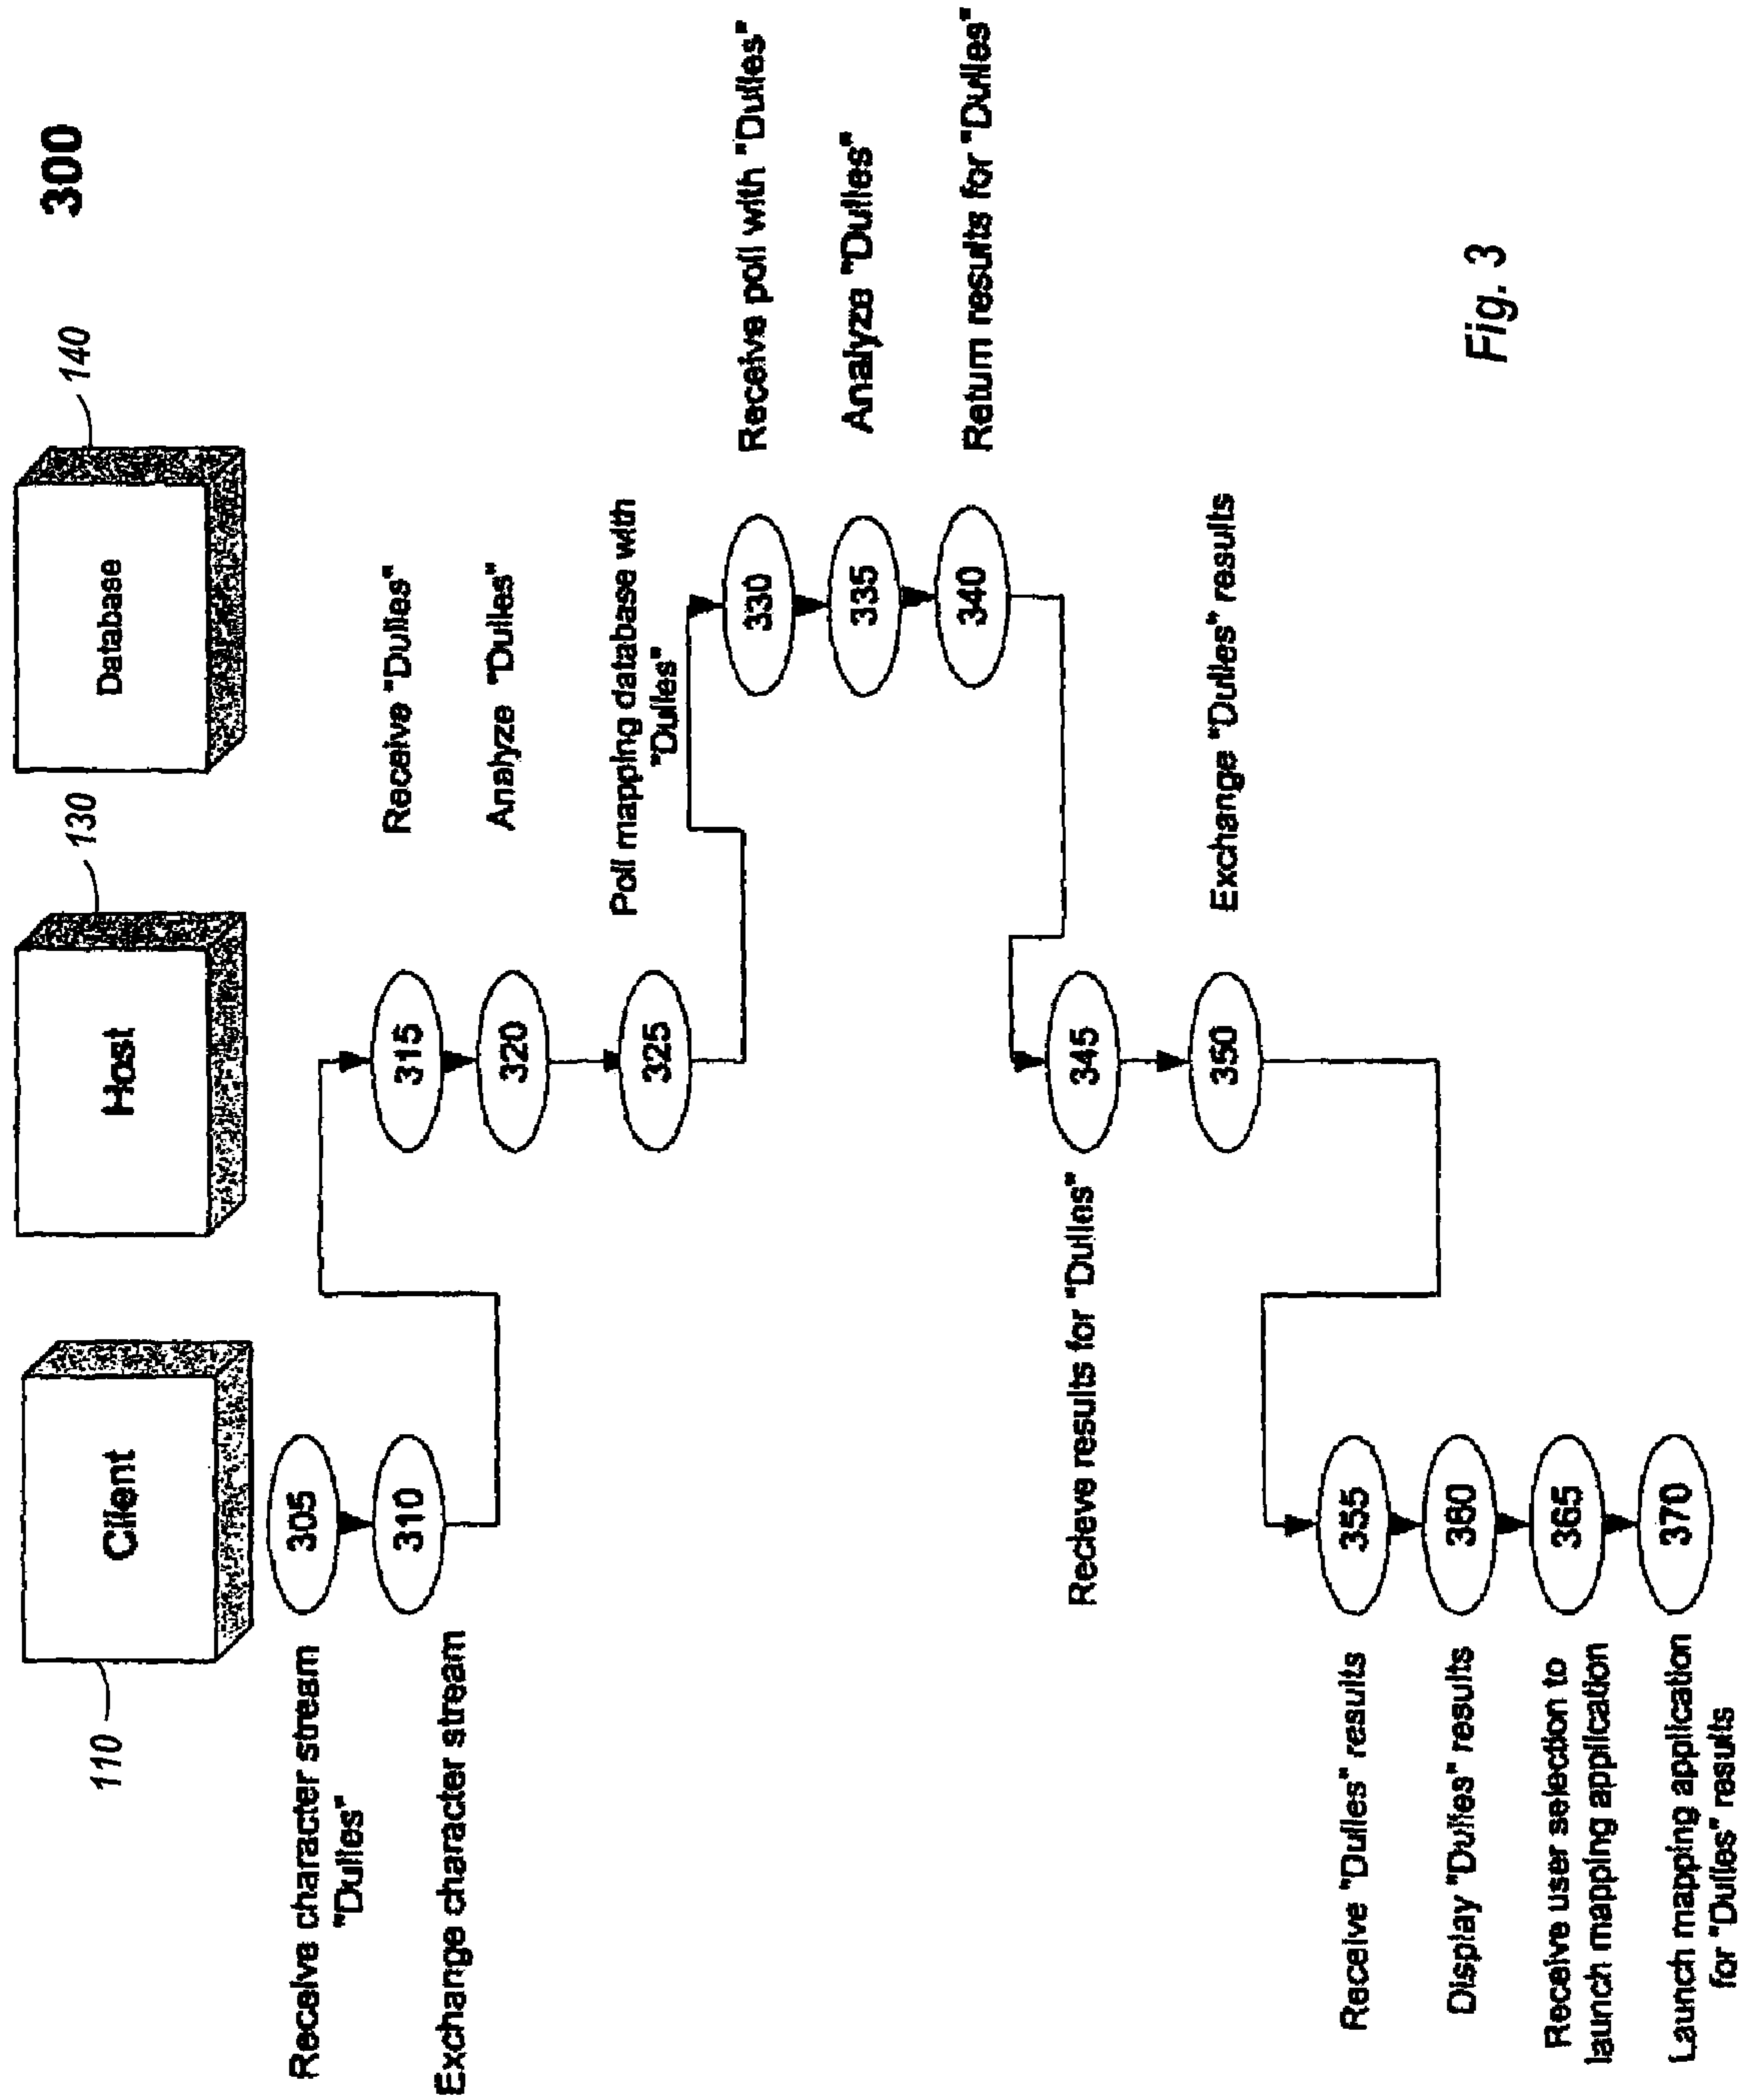 300
Client
110
Host
130
Database
140
305
Receive character stream
"Dulles"
310
Exchange character stream
315
Receive "Dulles"
320
Analyze "Dulles"
325
Poll mapping database with
"Dulles"
330
Receive poll with "Dulles"
335
Analyze "Dulles"
340
Return results for "Dulles"
345
Recieve results for "Dulles"
350
Exchange "Dulles" results
355
Receive "Dulles" results
360
Display "Dulles" results
365
Receive user selection to
launch mapping application
370
Launch mapping application
for "Dulles" results
Fig. 3